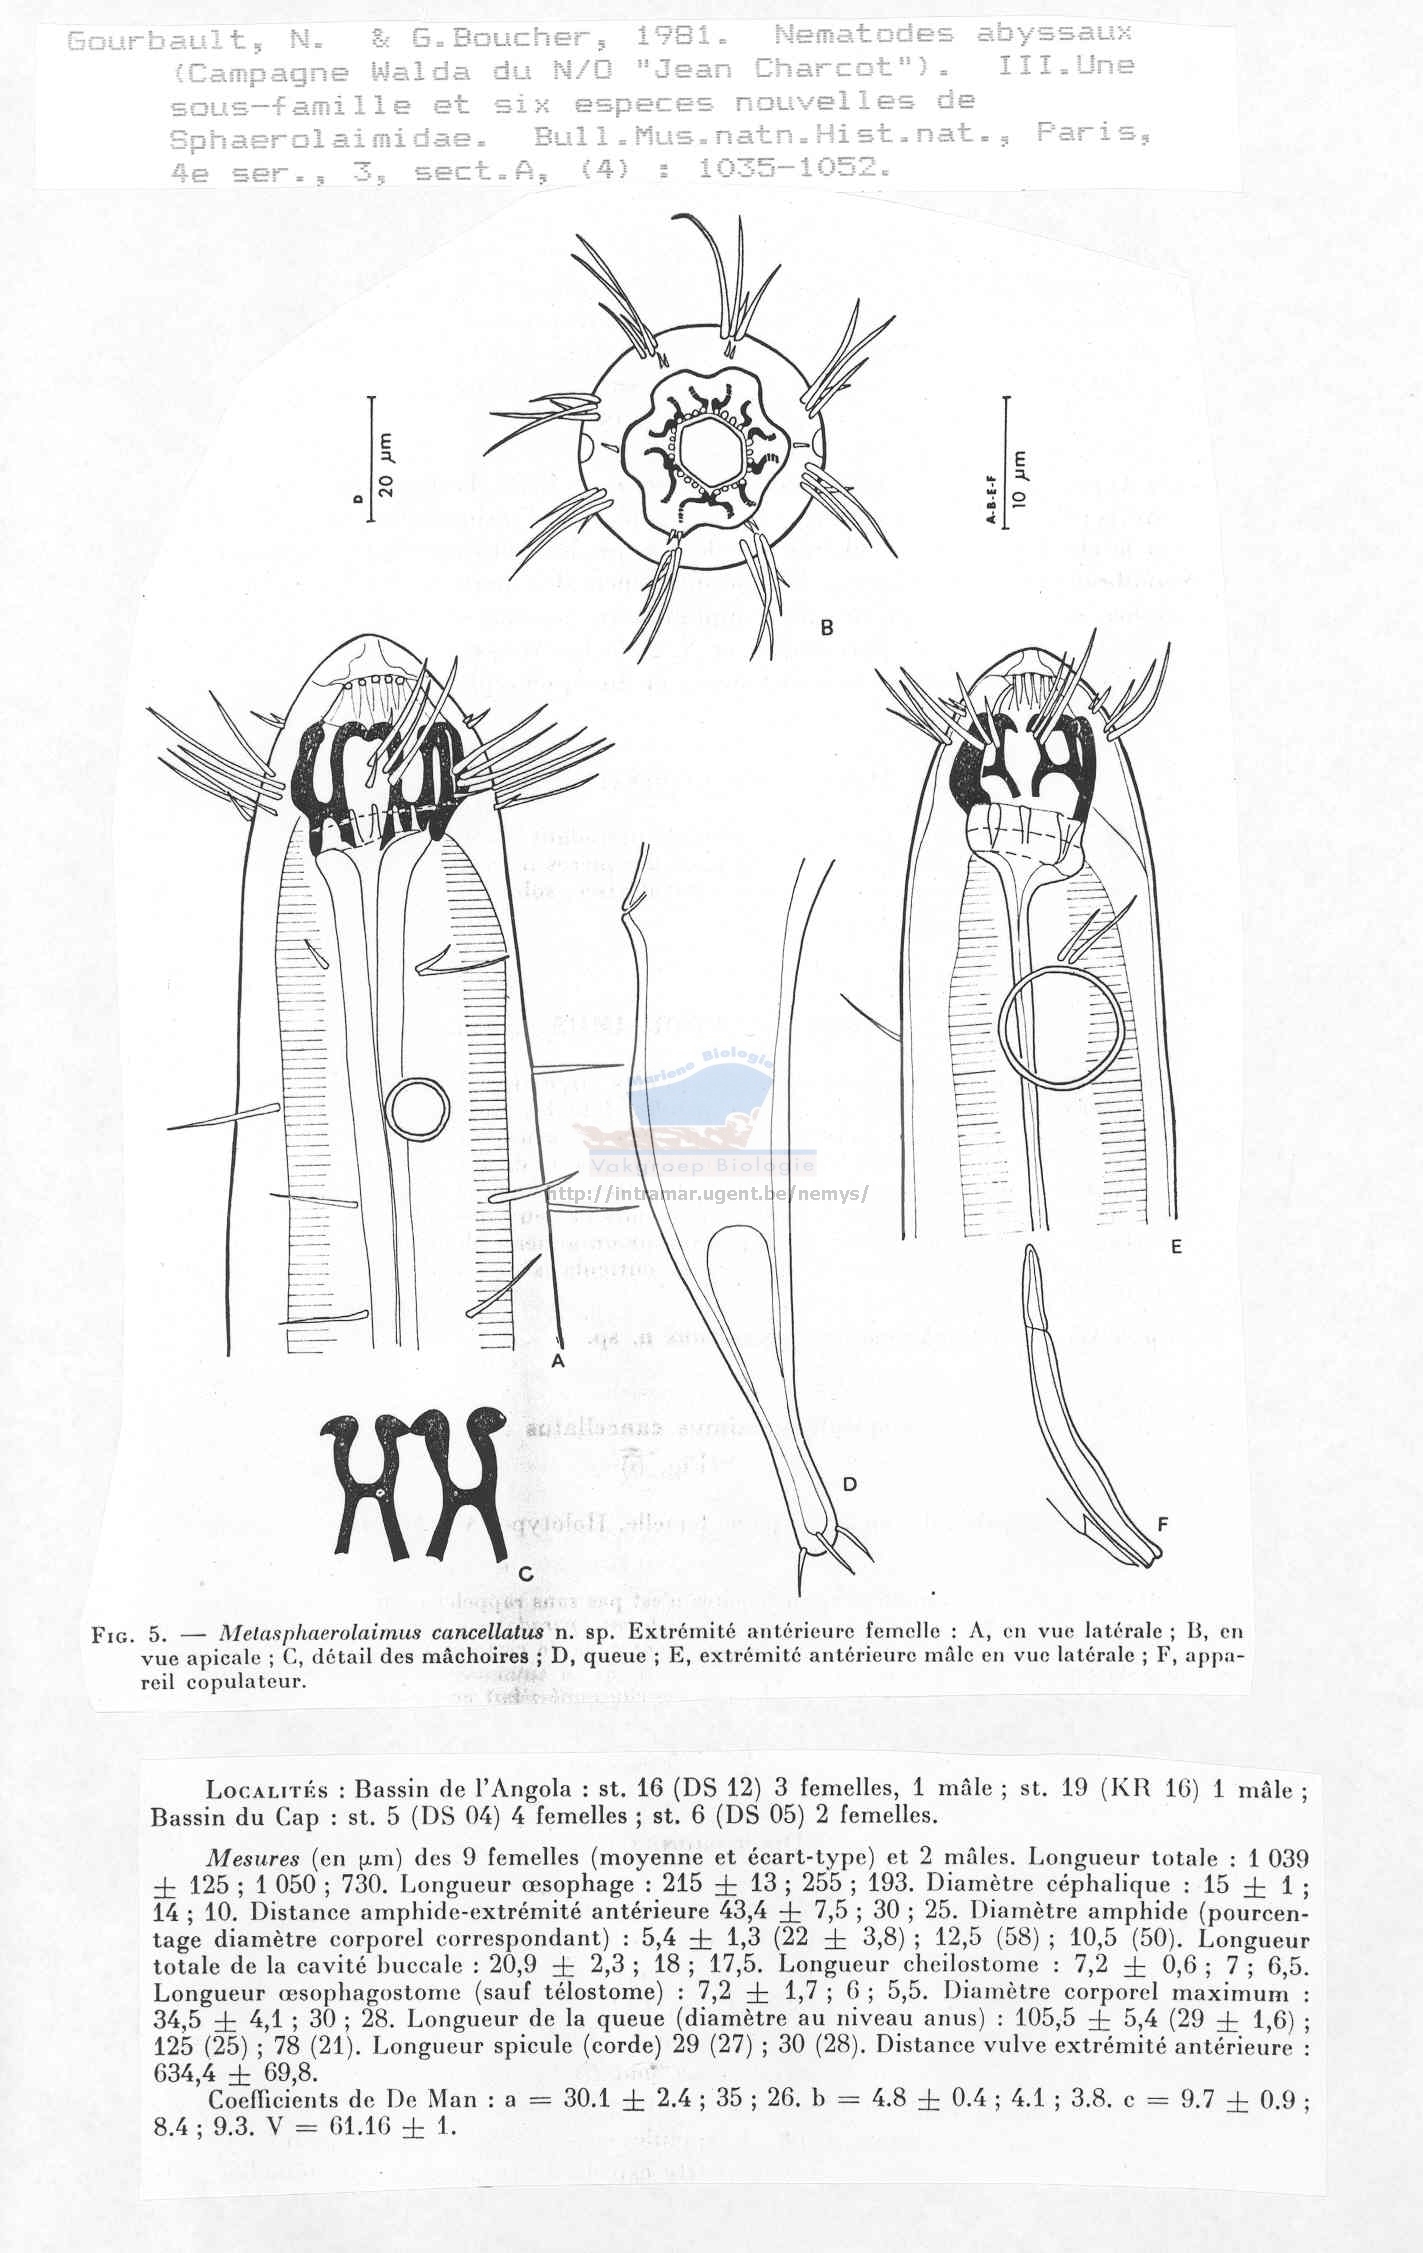 Gourbault, N. & G.Boucher, 1981. Nematodes abyssaux
(Campagne Walda du N/O "Jean Charcot"). III.Une
sous-famille et six especes nouvelles de
Sphaerolaimidae. Bull.Mus.natn.Hist.nat., Paris,
4e ser., 3, sect.A, (4) : 1035-1052.
D
20 µm
A-B-E-F
10 µm
B
Mariene Biologie
Vakgroep Biologie
http://intramar.ugent.be/nemys/
E
A
D
F
C
FIG. 5. — Metasphaerolaimus cancellatus n. sp. Extrémité antérieure femelle : A, en vue latérale ; B, en
vue apicale ; C, détail des mâchoires ; D, queue ; E, extrémité antérieure mâle en vue latérale ; F, appa-
reil copulateur.
LOCALITÉS : Bassin de l'Angola : st. 16 (DS 12) 3 femelles, 1 mâle ; st. 19 (KR 16) 1 mâle ;
Bassin du Cap : st. 5 (DS 04) 4 femelles ; st. 6 (DS 05) 2 femelles.
Mesures (en µm) des 9 femelles (moyenne et écart-type) et 2 mâles. Longueur totale : 1 039
± 125 ; 1 050 ; 730. Longueur œsophage : 215 ± 13 ; 255 ; 193. Diamètre céphalique : 15 ± 1 ;
14 ; 10. Distance amphide-extrémité antérieure 43,4 ± 7,5 ; 30 ; 25. Diamètre amphide (pourcen-
tage diamètre corporel correspondant) : 5,4 ± 1,3 (22 ± 3,8) ; 12,5 (58) ; 10,5 (50). Longueur
totale de la cavité buccale : 20,9 ± 2,3 ; 18 ; 17,5. Longueur cheilostome : 7,2 ± 0,6 ; 7 ; 6,5.
Longueur œsophagostome (sauf télostome) : 7,2 ± 1,7 ; 6 ; 5,5. Diamètre corporel maximum :
34,5 ± 4,1 ; 30 ; 28. Longueur de la queue (diamètre au niveau anus) : 105,5 ± 5,4 (29 ± 1,6) ;
125 (25) ; 78 (21). Longueur spicule (corde) 29 (27) ; 30 (28). Distance vulve extrémité antérieure :
634,4 ± 69,8.
Coefficients de De Man : a = 30.1 ± 2.4 ; 35 ; 26. b = 4.8 ± 0.4 ; 4.1 ; 3.8. c = 9.7 ± 0.9 ;
8.4 ; 9.3. V = 61.16 ± 1.